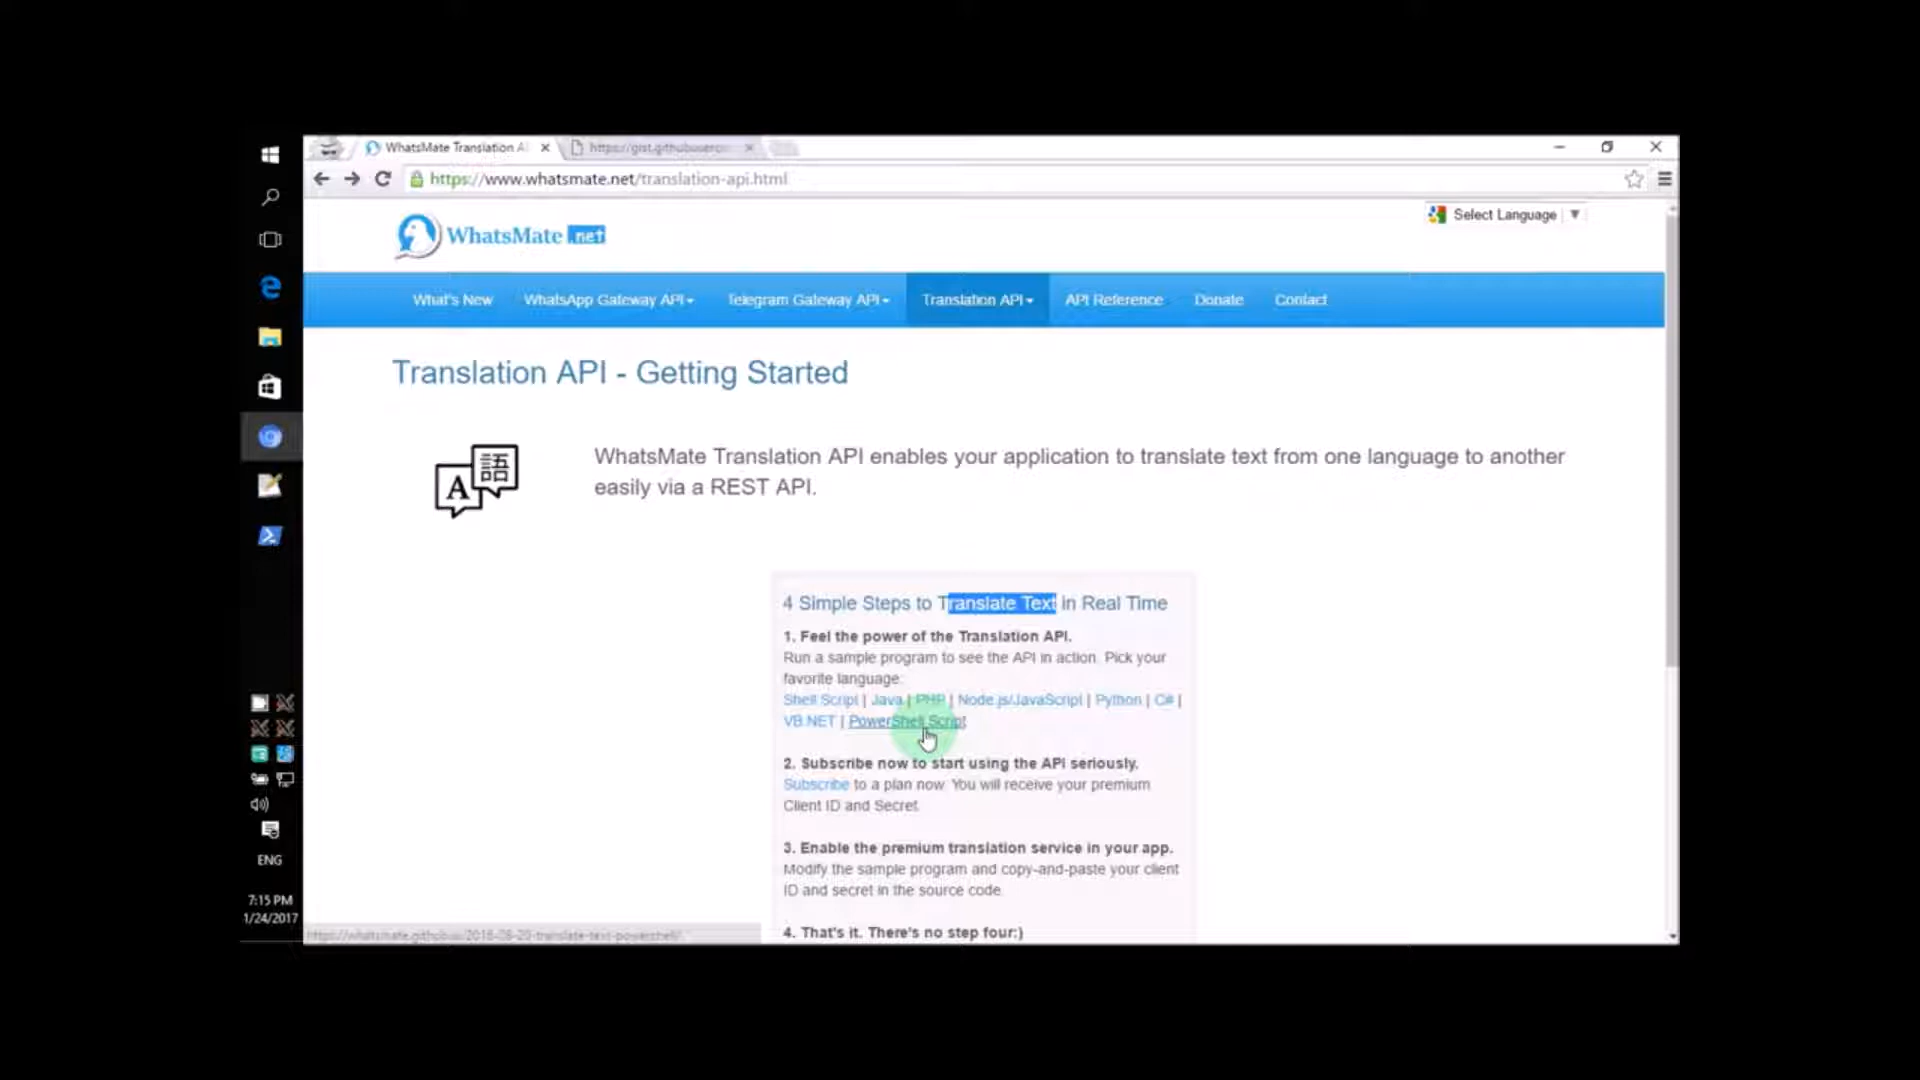 WhatsMate Translation A
https://gist.githubuserco
https://www.whatsmate.net/translation-api.html
Select Language ▼
WhatsMate .net
What's New WhatsApp Gateway API Telegram Gateway API Translation API API Reference Donate Contact
Translation API - Getting Started
A 語
WhatsMate Translation API enables your application to translate text from one language to another
easily via a REST API.
4 Simple Steps to Translate Text in Real Time
1. Feel the power of the Translation API.
Run a sample program to see the API in action. Pick your
favorite language:
Shell Script | Java | PHP | Node.js/JavaScript | Python | C# |
VB.NET | PowerShell Script
2. Subscribe now to start using the API seriously.
Subscribe to a plan now. You will receive your premium
Client ID and Secret.
3. Enable the premium translation service in your app.
Modify the sample program and copy-and-paste your client
ID and secret in the source code.
4. That's it. There's no step four:)
ENG
7:15 PM
1/24/2017